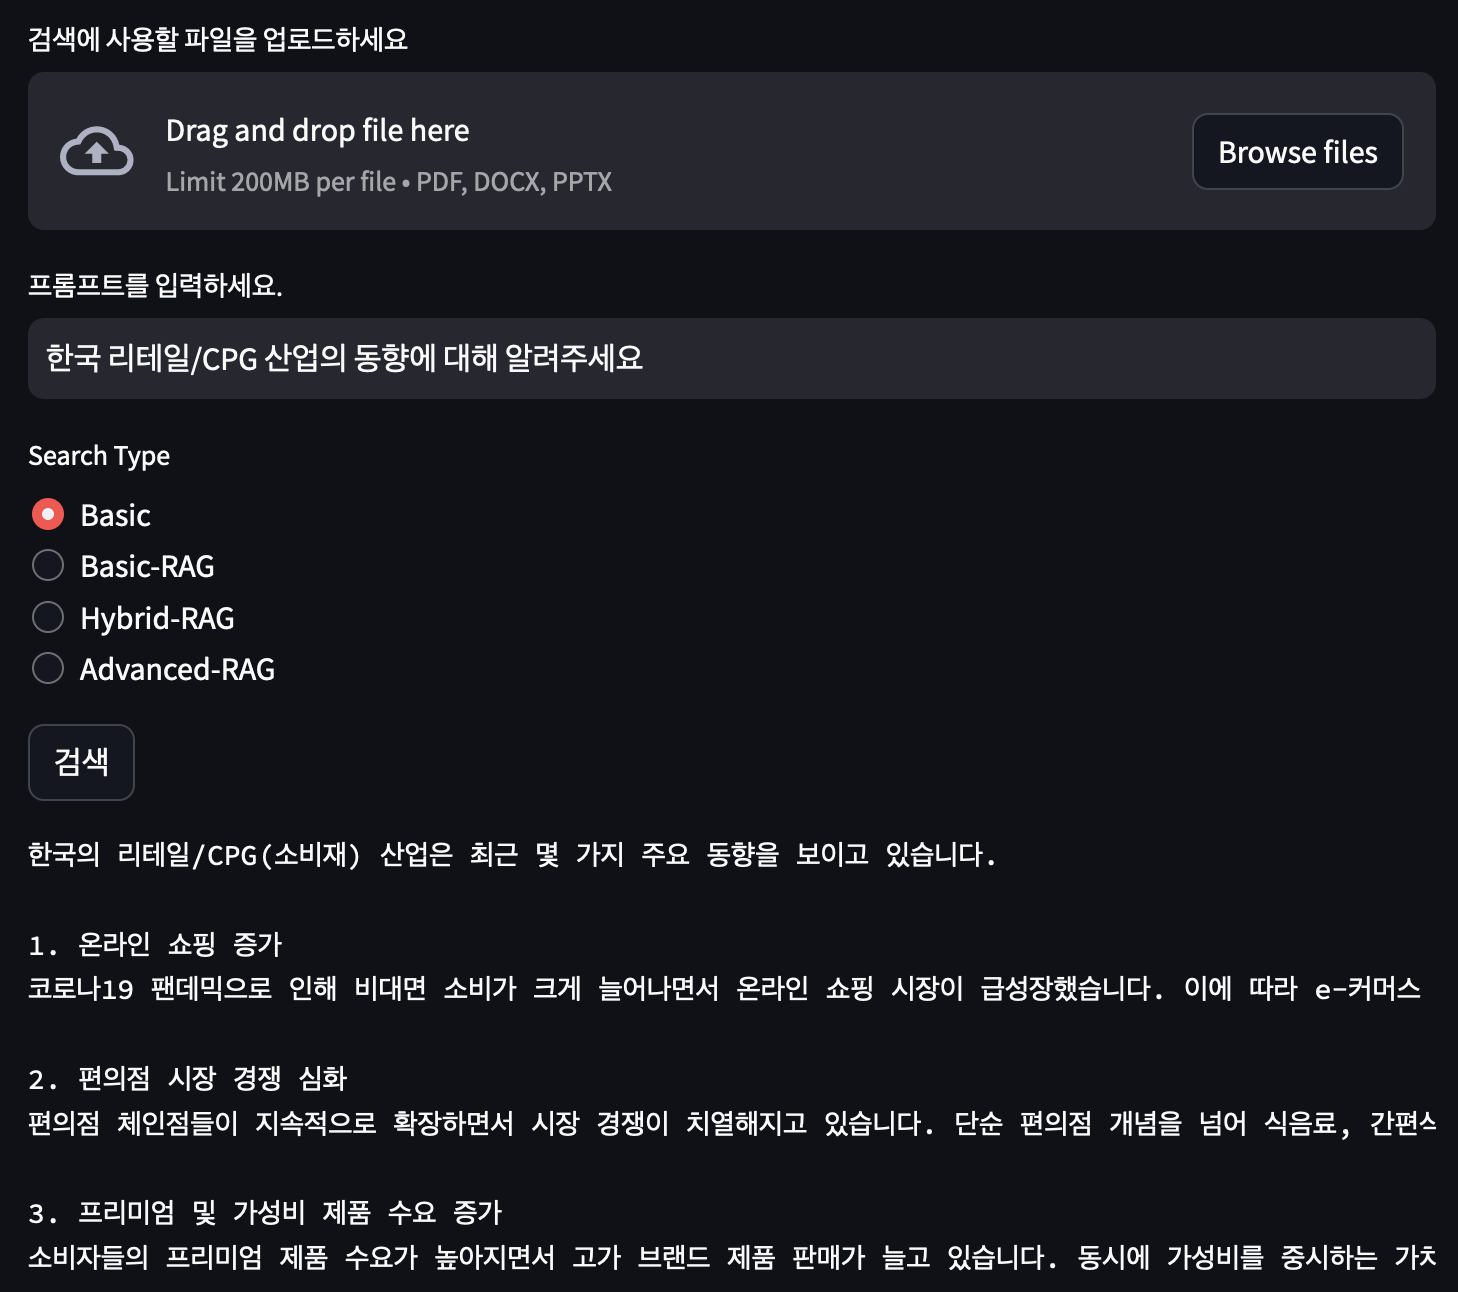 검색에 사용할 파일을 업로드하세요
Drag and drop file here
Limit 200MB per file • PDF, DOCX, PPTX
Browse files
프롬프트를 입력하세요.
한국 리테일/CPG 산업의 동향에 대해 알려주세요
Search Type
Basic
Basic-RAG
Hybrid-RAG
Advanced-RAG
검색
한국의 리테일/CPG(소비재) 산업은 최근 몇 가지 주요 동향을 보이고 있습니다.
1. 온라인 쇼핑 증가
코로나19 팬데믹으로 인해 비대면 소비가 크게 늘어나면서 온라인 쇼핑 시장이 급성장했습니다. 이에 따라 e-커머스
2. 편의점 시장 경쟁 심화
편의점 체인점들이 지속적으로 확장하면서 시장 경쟁이 치열해지고 있습니다. 단순 편의점 개념을 넘어 식음료, 간편
3. 프리미엄 및 가성비 제품 수요 증가
소비자들의 프리미엄 제품 수요가 높아지면서 고가 브랜드 제품 판매가 늘고 있습니다. 동시에 가성비를 중시하는